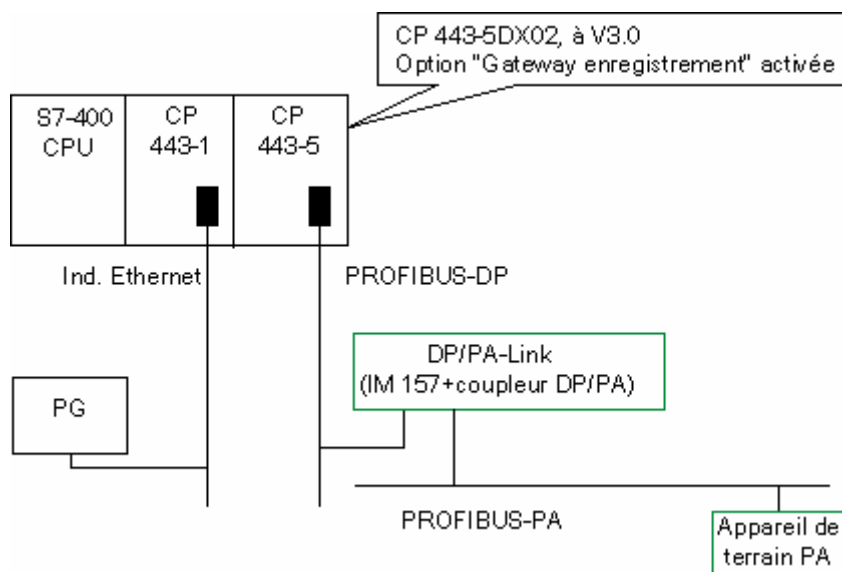 CP 443-5DX02, à V3.0
Option "Gateway enregistrement" activée
S7-400
CPU
CP
443-1
CP
443-5
Ind. Ethernet
PROFIBUS-DP
DP/PA-Link
(IM 157+coupleur DP/PA)
PG
PROFIBUS-PA
Appareil de
terrain PA